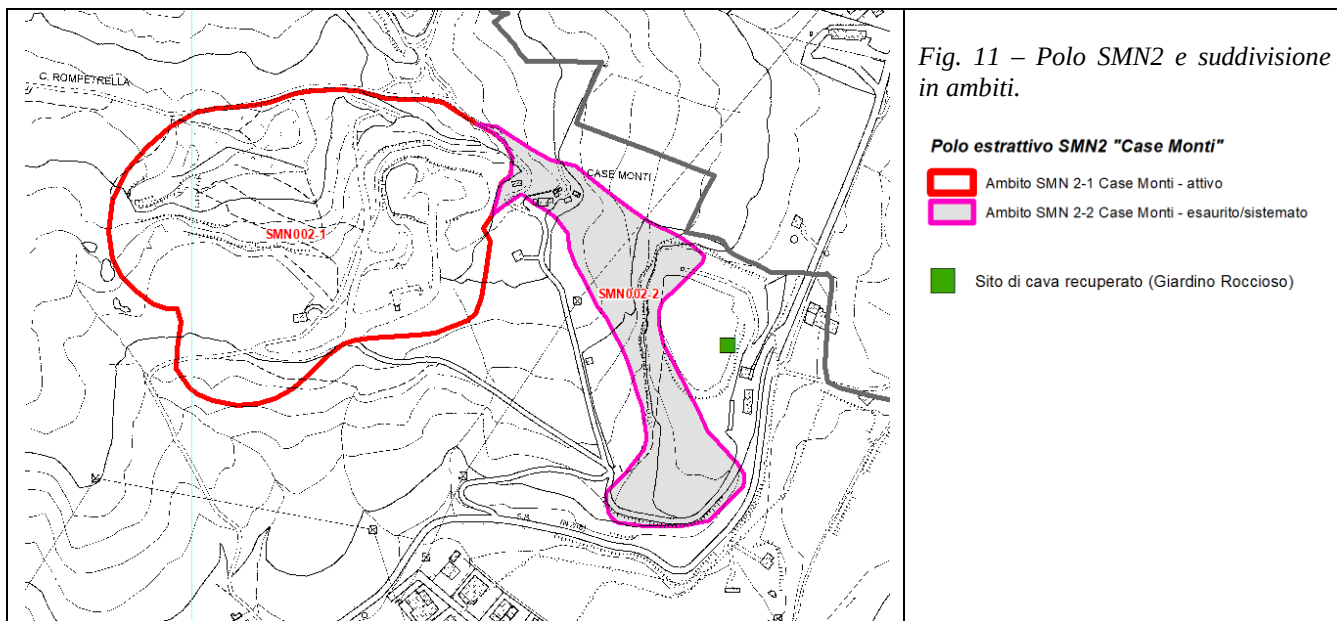 C. ROMPETRELLA
CASE MONTI
SMN002-1
SMN002-2
Fig. 11 – Polo SMN2 e suddivisione
in ambiti.
Polo estrattivo SMN2 "Case Monti"
Ambito SMN 2-1 Case Monti - attivo
Ambito SMN 2-2 Case Monti - esaurito/sistemato
Sito di cava recuperato (Giardino Roccioso)